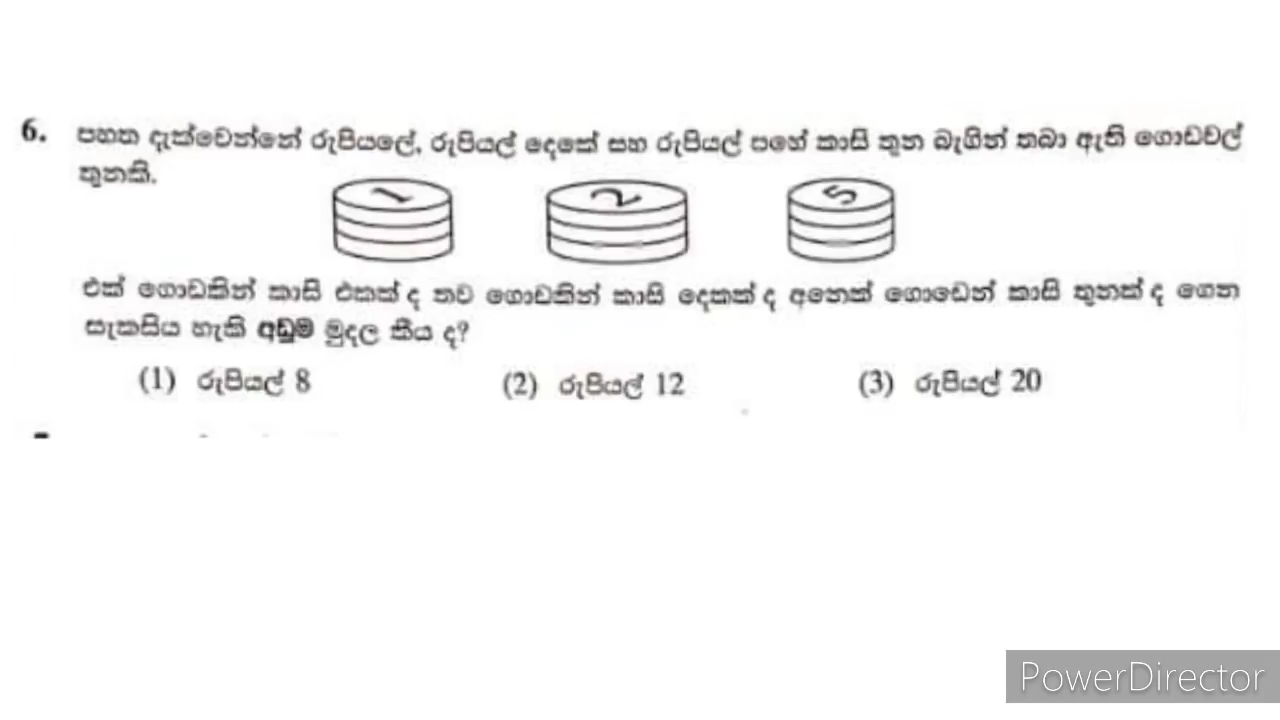 6. පහත දැක්වෙන්නේ රුපියලේ, රුපියල් දෙකේ සහ රුපියල් පහේ කාසි තුන බැගින් තබා ඇති ගොඩවල්
තුනකි.
1 2 5
එක් ගොඩකින් කාසි එකක් ද තව ගොඩකින් කාසි දෙකක් ද අනෙක් ගොඩෙන් කාසි තුනක් ද ගෙන
සැකසිය හැකි අඩුම මුදල කීය ද?
(1) රුපියල් 8 (2) රුපියල් 12 (3) රුපියල් 20
PowerDirector